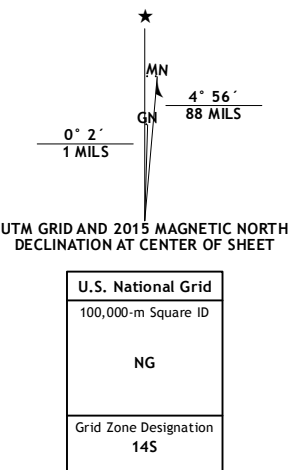 ★
MN
4° 56´
88 MILS
GN
0° 2´
1 MILS
UTM GRID AND 2015 MAGNETIC NORTH
DECLINATION AT CENTER OF SHEET
U.S. National Grid
100,000-m Square ID
NG
Grid Zone Designation
14S